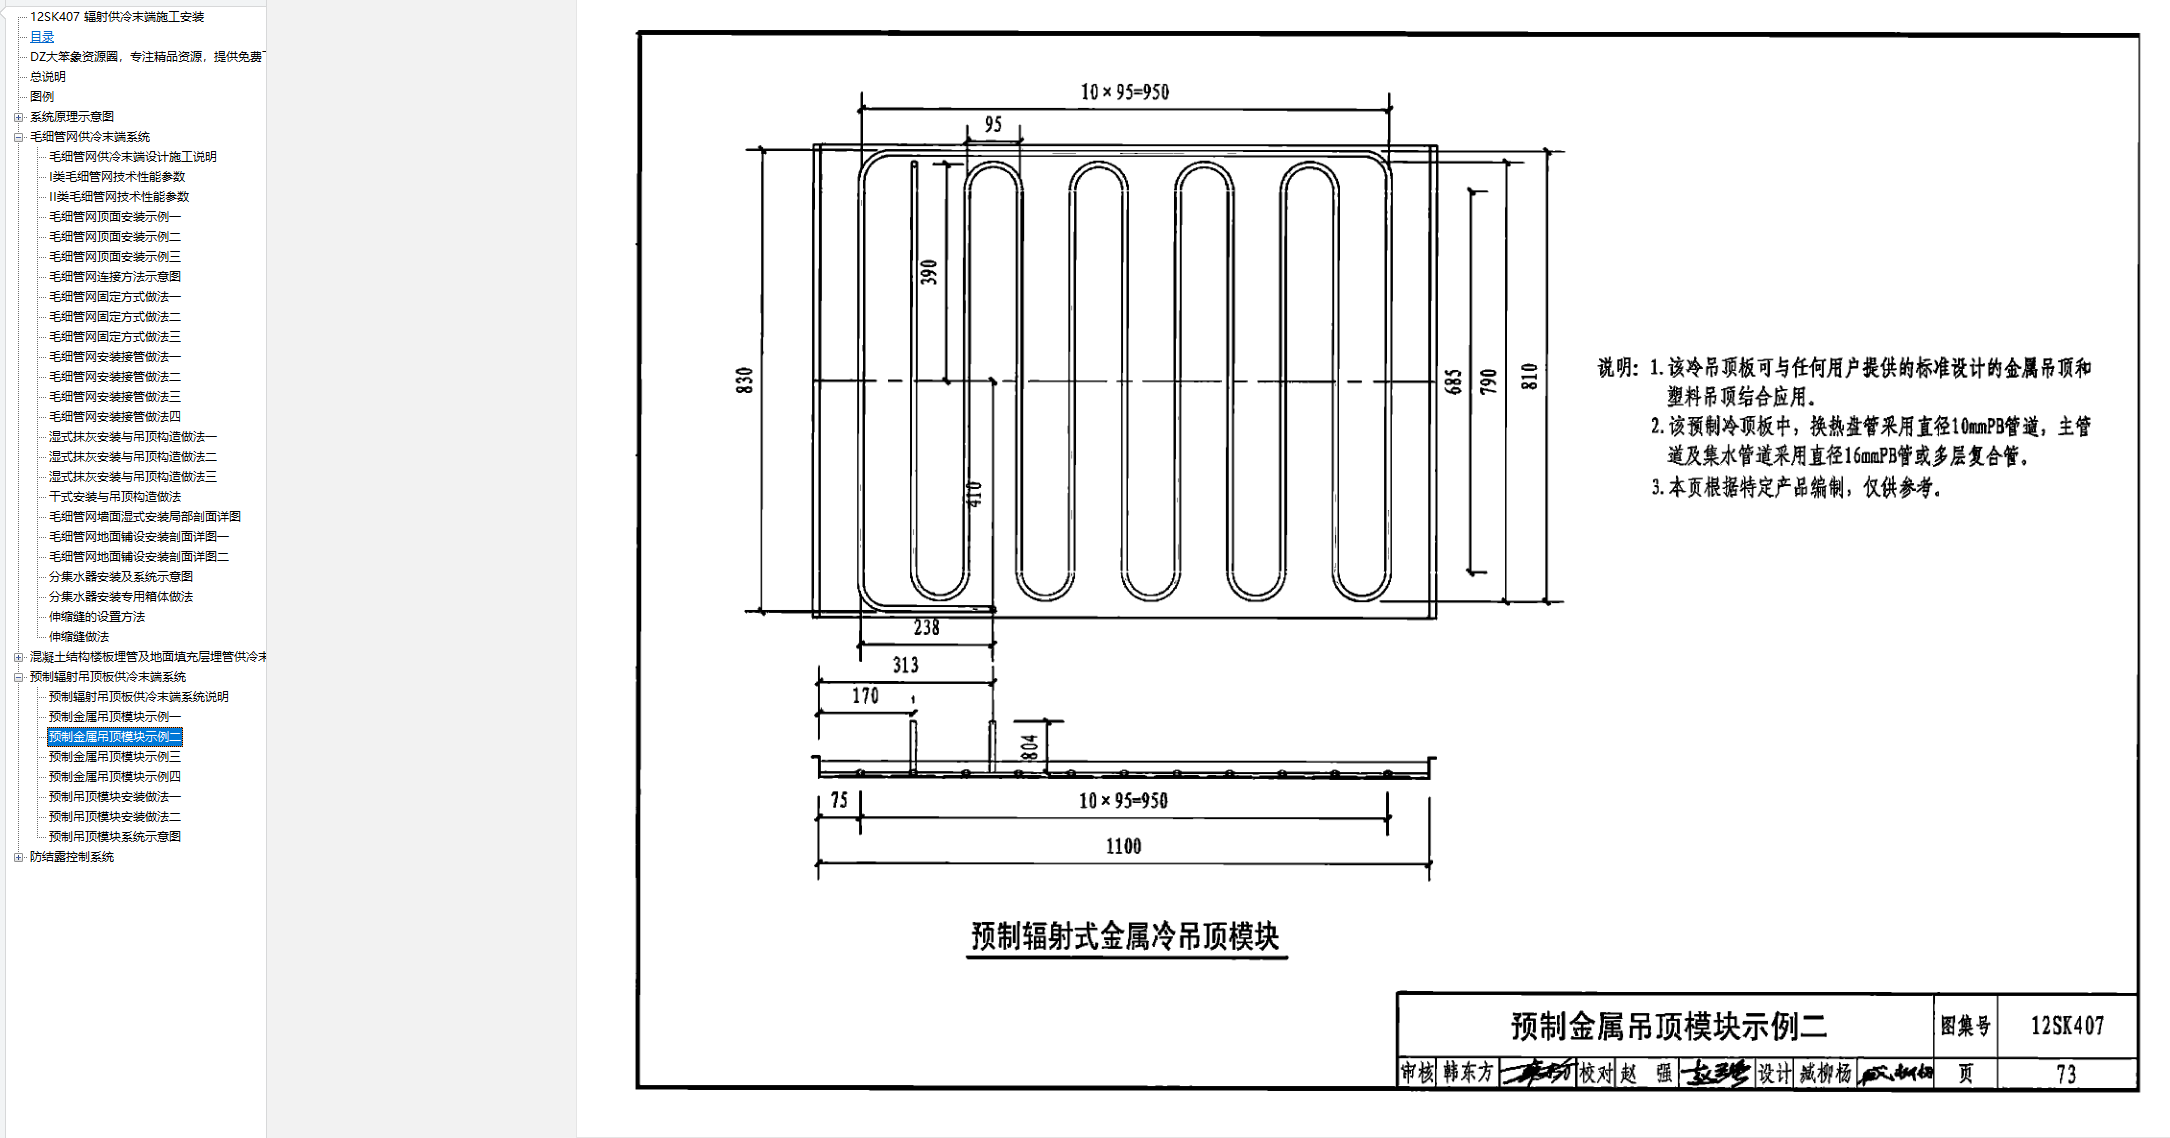 12SK407 辐射供冷末端施工安装
目录
DZ大笨象资源圈，专注精品资源，提供免费
总说明
图例
系统原理示意图
毛细管网供冷末端系统
毛细管网供冷末端设计施工说明
I类毛细管网技术性能参数
II类毛细管网技术性能参数
毛细管网顶面安装示例一
毛细管网顶面安装示例二
毛细管网顶面安装示例三
毛细管网连接方法示意图
毛细管网固定方式做法一
毛细管网固定方式做法二
毛细管网固定方式做法三
毛细管网安装接管做法一
毛细管网安装接管做法二
毛细管网安装接管做法三
毛细管网安装接管做法四
湿式抹灰安装与吊顶构造做法一
湿式抹灰安装与吊顶构造做法二
湿式抹灰安装与吊顶构造做法三
干式安装与吊顶构造做法
毛细管网墙面湿式安装局部剖面详图
毛细管网地面铺设安装剖面详图一
毛细管网地面铺设安装剖面详图二
分集水器安装及系统示意图
分集水器安装专用箱体做法
伸缩缝的设置方法
伸缩缝做法
混凝土结构楼板埋管及地面填充层埋管供冷末
预制辐射吊顶板供冷末端系统
预制辐射吊顶板供冷末端系统说明
预制金属吊顶模块示例一
预制金属吊顶模块示例二
预制金属吊顶模块示例三
预制金属吊顶模块示例四
预制吊顶模块安装做法一
预制吊顶模块安装做法二
预制吊顶模块系统示意图
防结露控制系统
10×95=950
95
390
830
410
685
790
810
238
313
170
804
75
10×95=950
1100
说明：1.该冷吊顶板可与任何用户提供的标准设计的金属吊顶和
塑料吊顶结合应用。
2.该预制冷顶板中，换热盘管采用直径10mmPB管道，主管
道及集水管道采用直径16mmPB管或多层复合管。
3.本页根据特定产品编制，仅供参考。
预制辐射式金属冷吊顶模块
预制金属吊顶模块示例二
图集号
12SK407
审核 韩东方 校对 赵 强 设计 臧柳杨 页 73